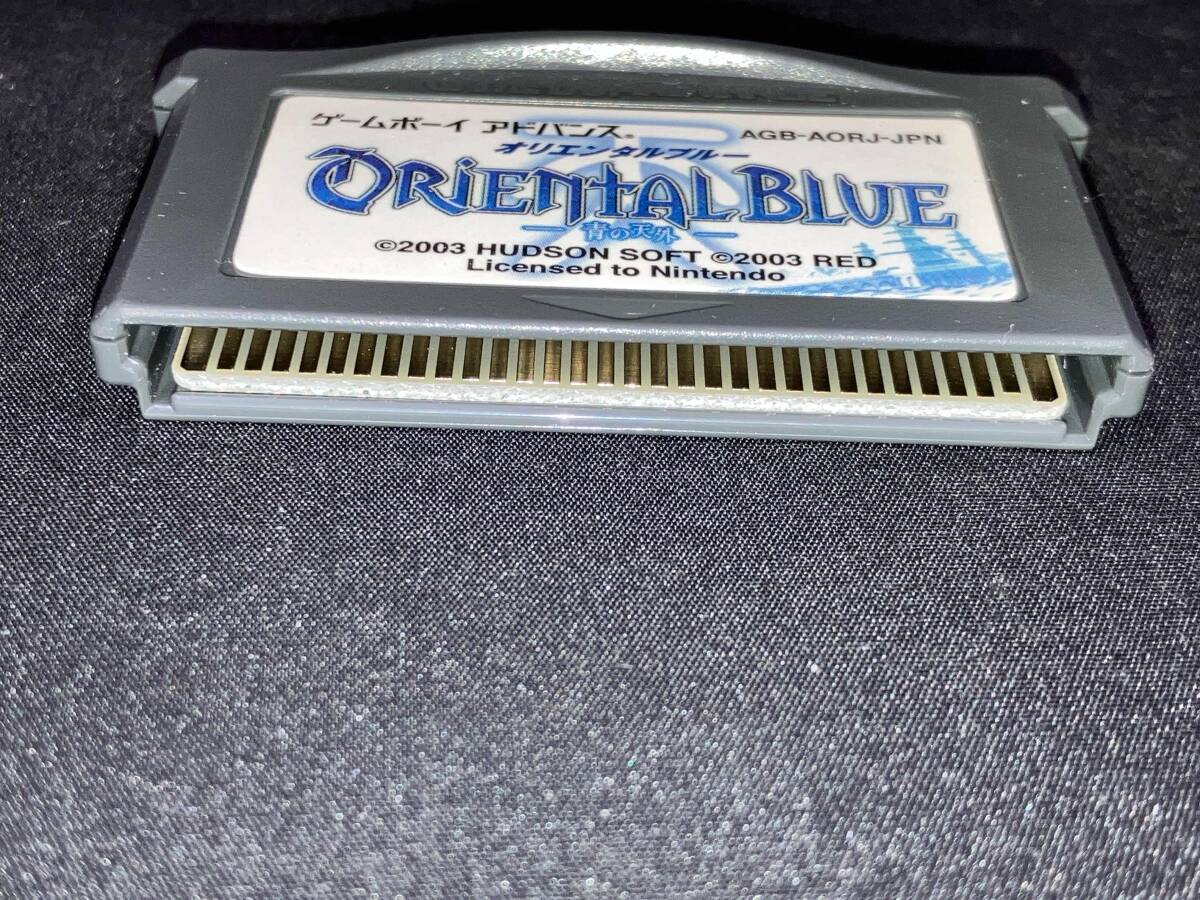 ゲームボーイ アドバンス®
AGB-AORJ-JPN
オリエンタルブルー
ORIENTAL BLUE
青の天外
©2003 HUDSON SOFT ©2003 RED
Licensed to Nintendo